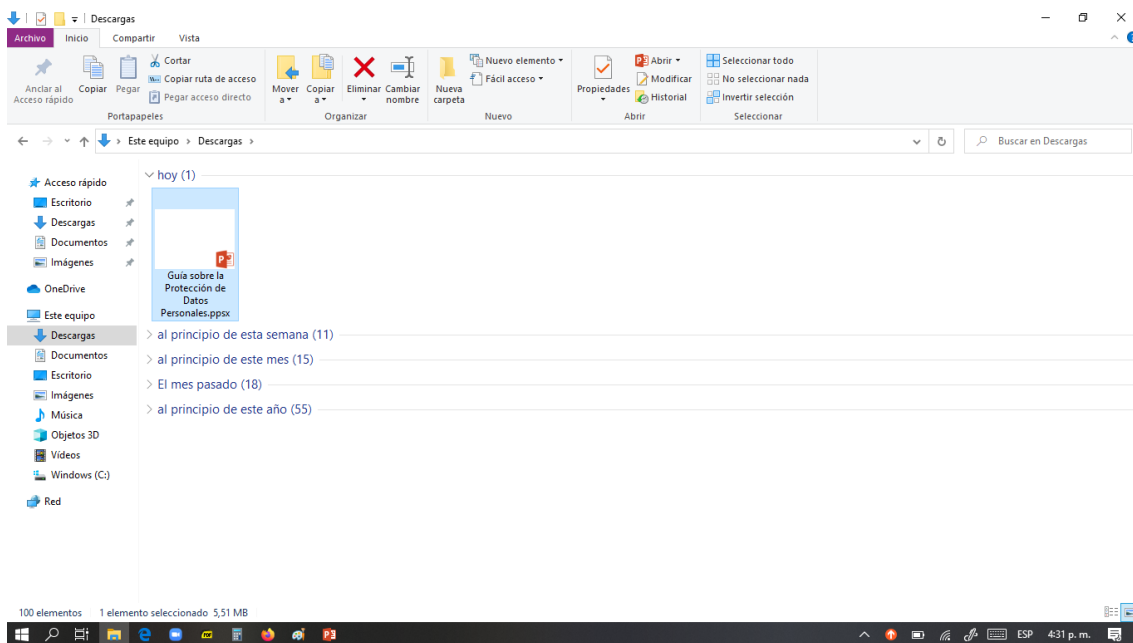 Descargas
Archivo Inicio Compartir Vista
Anclar al Acceso rápido
Copiar
Pegar
Cortar
Copiar ruta de acceso
Pegar acceso directo
Portapapeles
Mover a
Copiar a
Eliminar
Cambiar nombre
Organizar
Nueva carpeta
Nuevo elemento
Fácil acceso
Nuevo
Propiedades
Abrir
Modificar
Historial
Abrir
Seleccionar todo
No seleccionar nada
Invertir selección
Seleccionar
Este equipo > Descargas >
Buscar en Descargas
Acceso rápido
Escritorio
Descargas
Documentos
Imágenes
OneDrive
Este equipo
Descargas
Documentos
Escritorio
Imágenes
Música
Objetos 3D
Vídeos
Windows (C:)
Red
hoy (1)
Guía sobre la
Protección de
Datos
Personales.ppsx
al principio de esta semana (11)
al principio de este mes (15)
El mes pasado (18)
al principio de este año (55)
100 elementos 1 elemento seleccionado 5,51 MB
ESP 4:31 p. m.